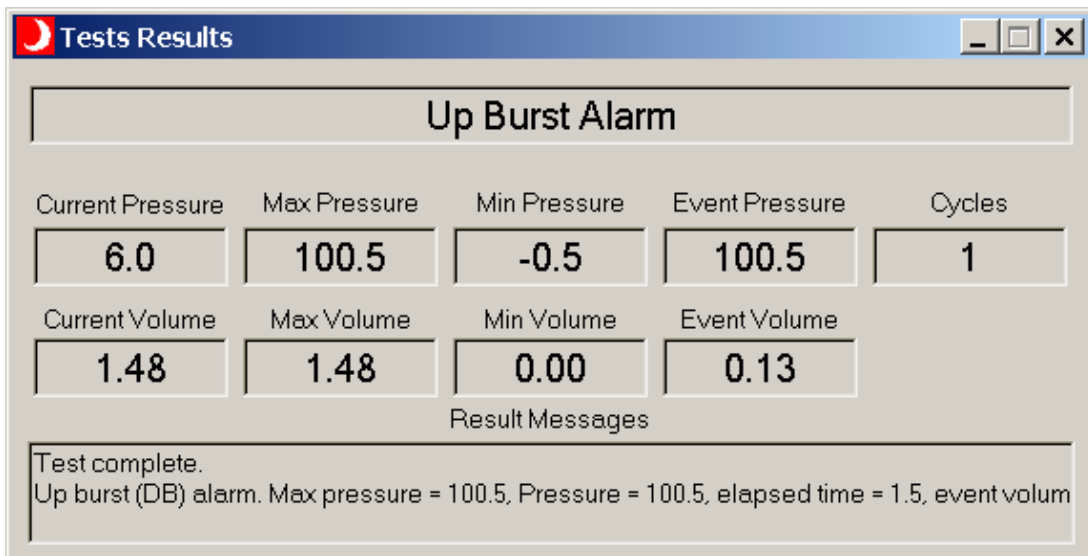 Tests Results
Up Burst Alarm
Current Pressure Max Pressure Min Pressure Event Pressure Cycles
6.0 100.5 -0.5 100.5 1
Current Volume Max Volume Min Volume Event Volume
1.48 1.48 0.00 0.13
Result Messages
Test complete.
Up burst (DB) alarm. Max pressure = 100.5, Pressure = 100.5, elapsed time = 1.5, event volum